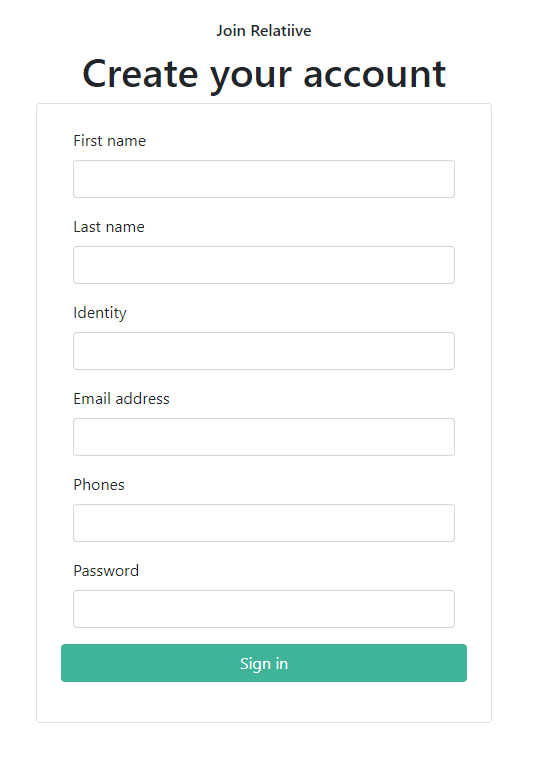 Join Relatiive
Create your account
First name
Last name
Identity
Email address
Phones
Password
Sign in